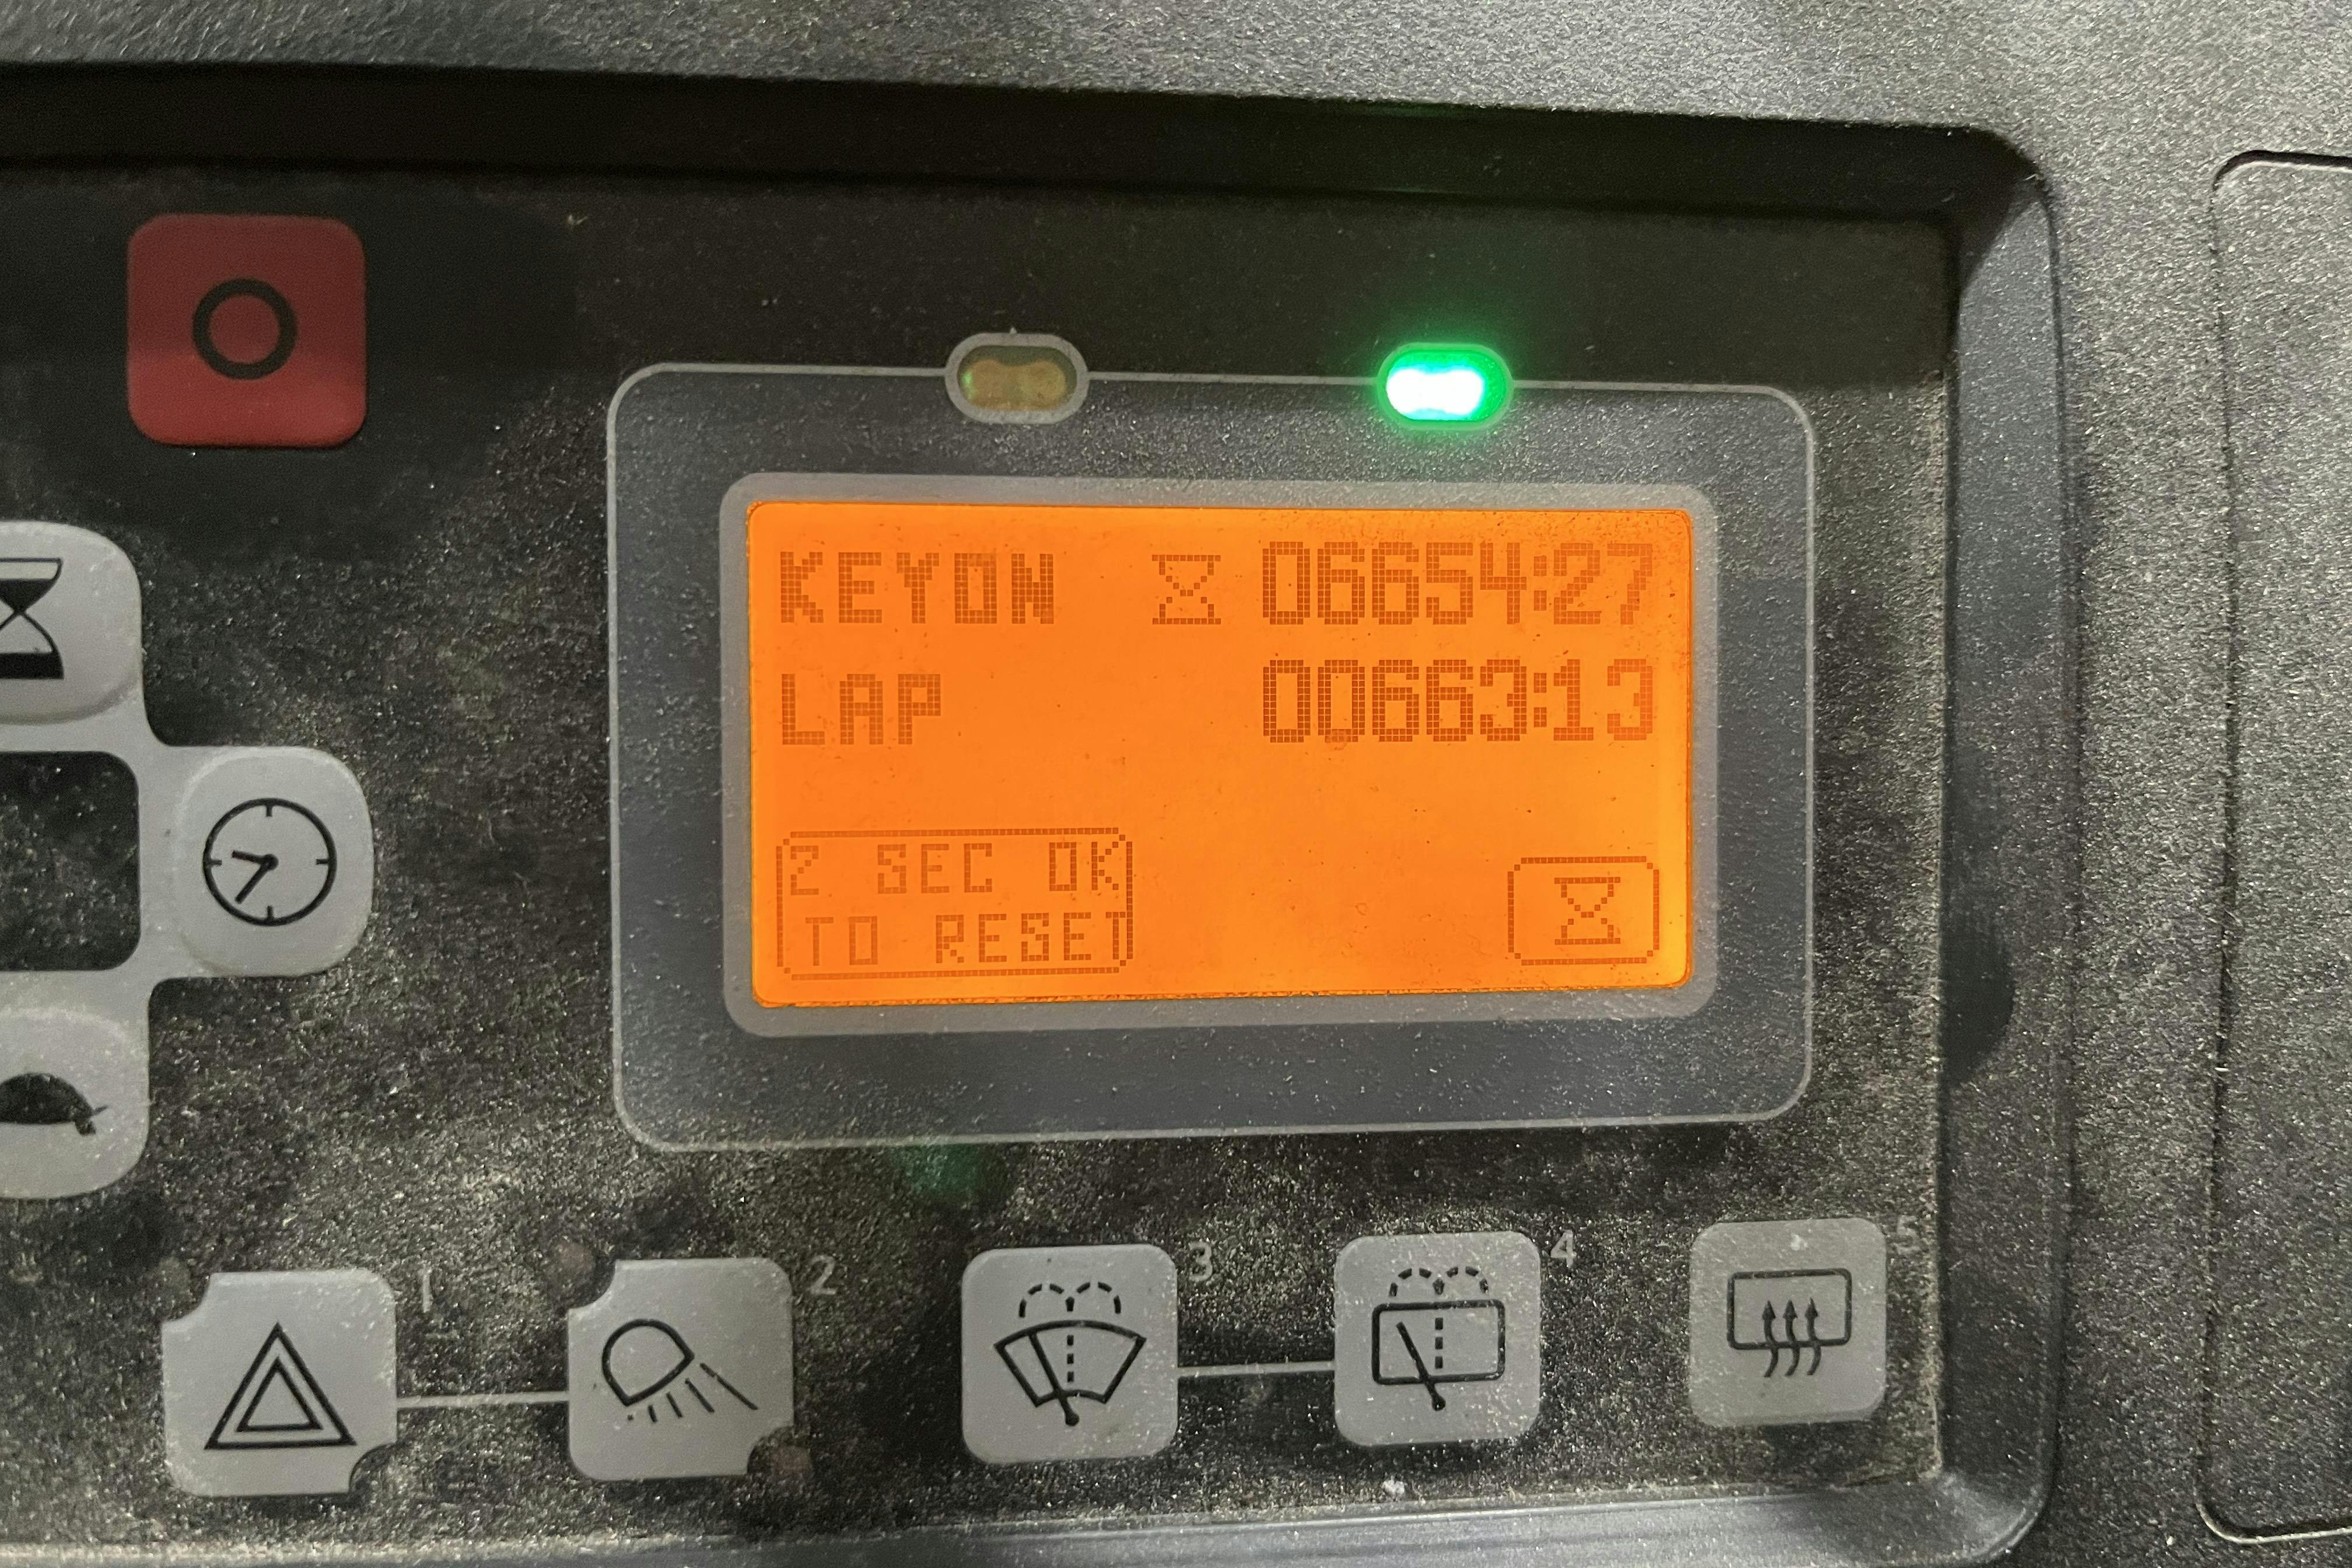 KEYON 06654:27
LAP 00663:13
2 SEC OK
TO RESET
1 2 3 4 5